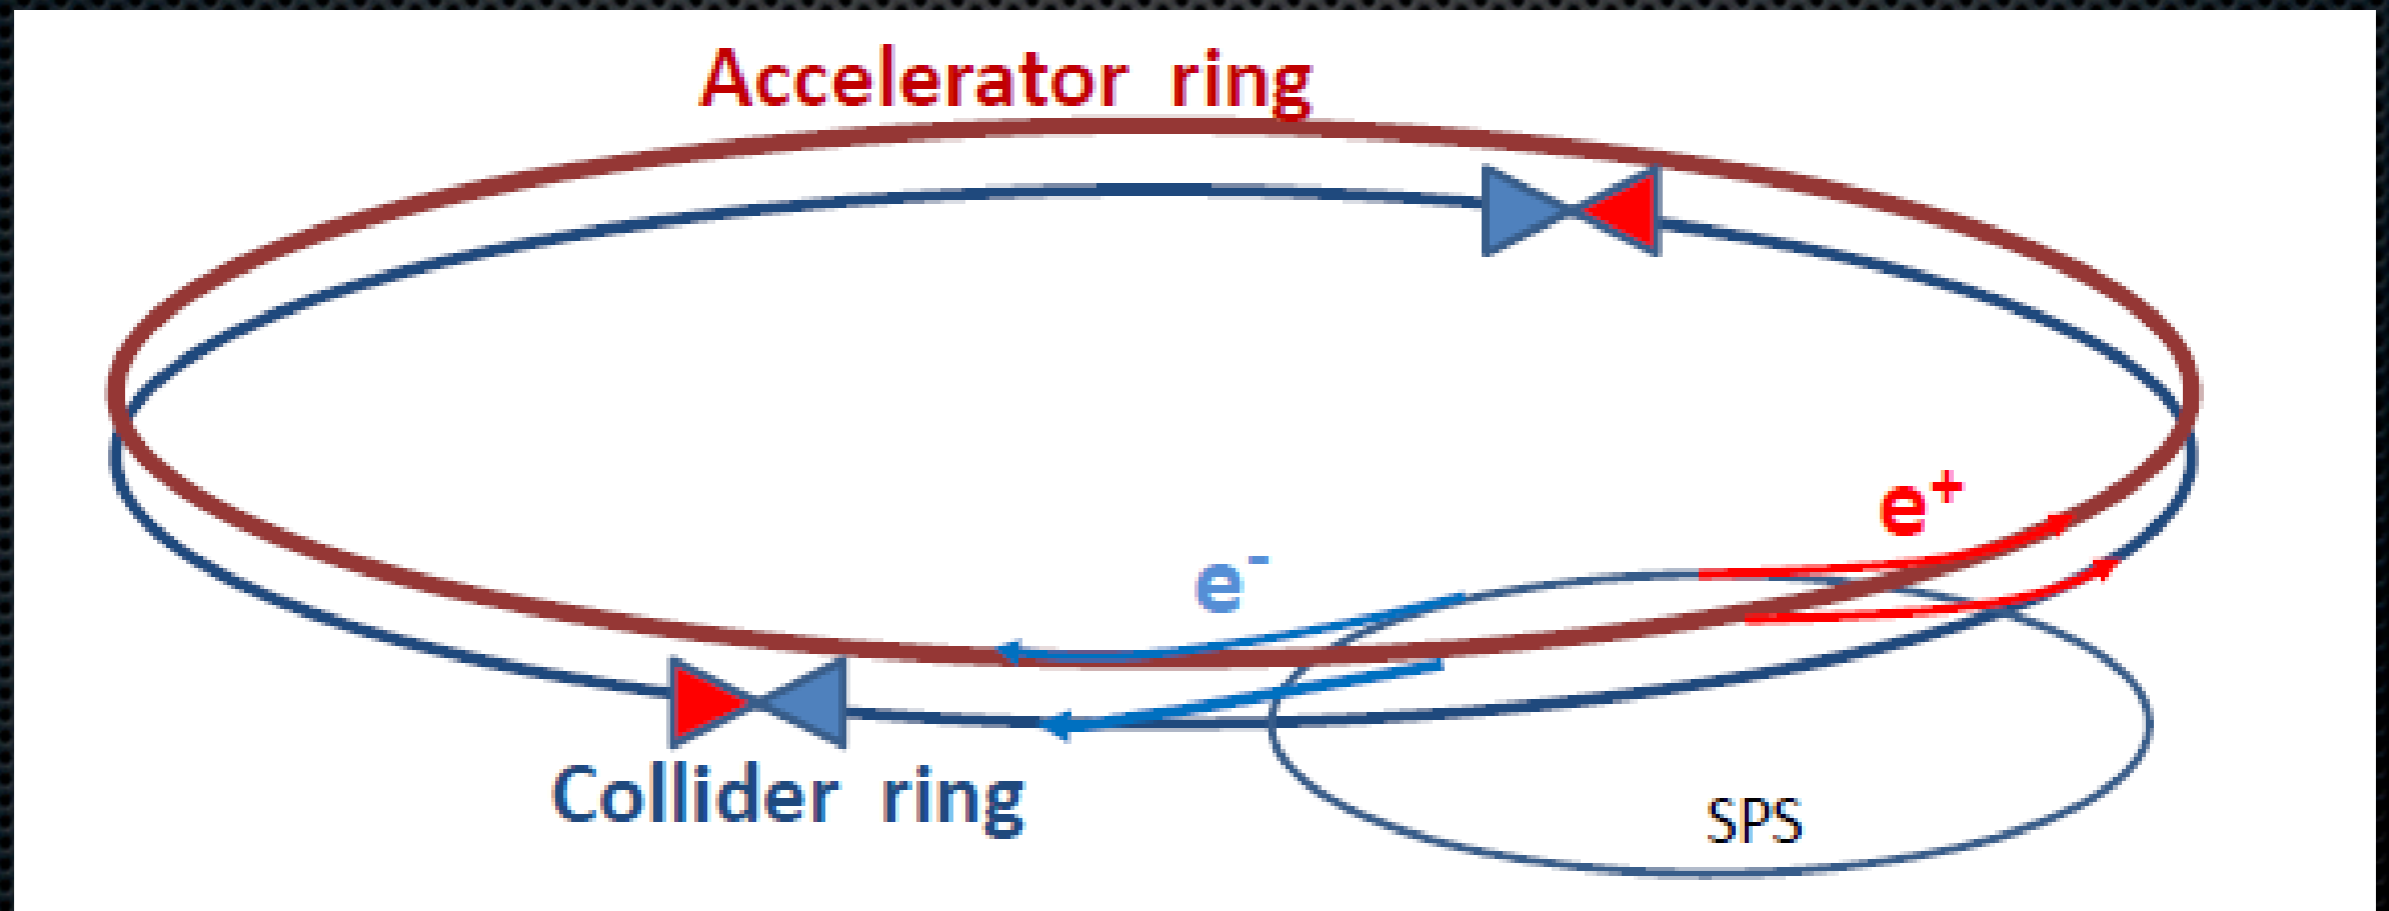 Accelerator ring
e⁺
e⁻
Collider ring
SPS